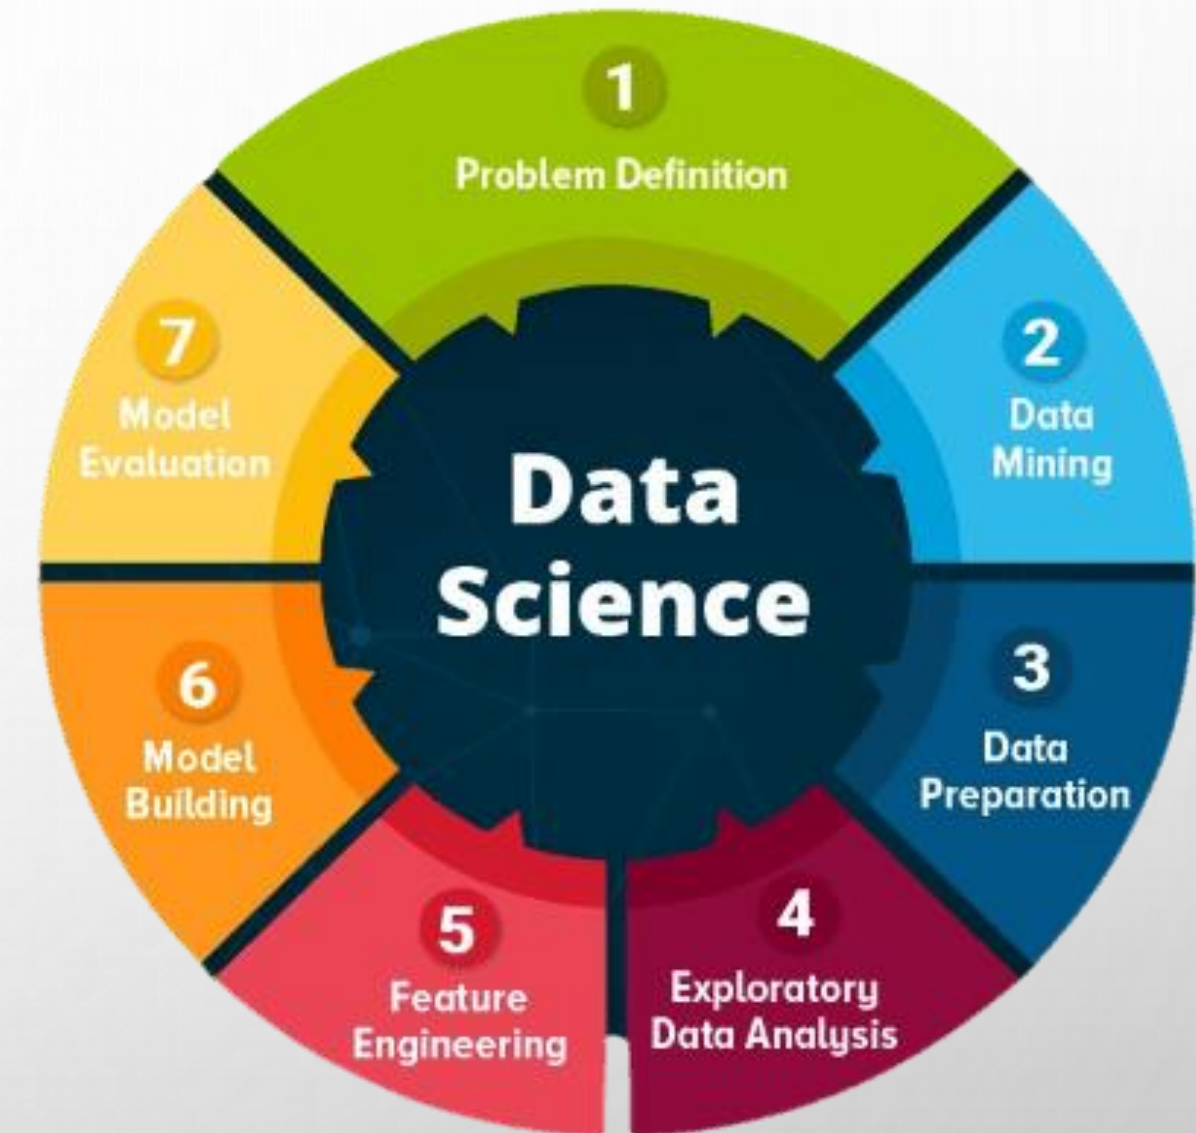 Data
Science
1
Problem Definition
2
Data
Mining
3
Data
Preparation
4
Exploratory
Data Analysis
5
Feature
Engineering
6
Model
Building
7
Model
Evaluation